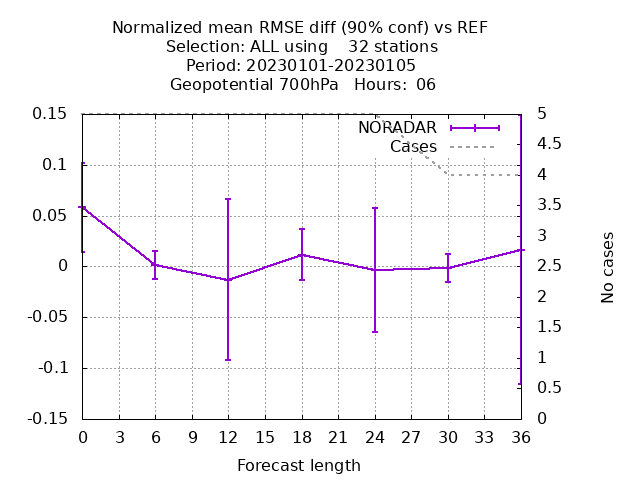 Normalized mean RMSE diff (90% conf) vs REF
Selection: ALL using    32 stations
Period: 20230101-20230105
Geopotential 700hPa   Hours:  06
0.15
0.1
0.05
0
-0.05
-0.1
-0.15
NORADAR
Cases
5
4.5
4
3.5
3
2.5
2
1.5
1
0.5
0
No cases
0 3 6 9 12 15 18 21 24 27 30 33 36
Forecast length